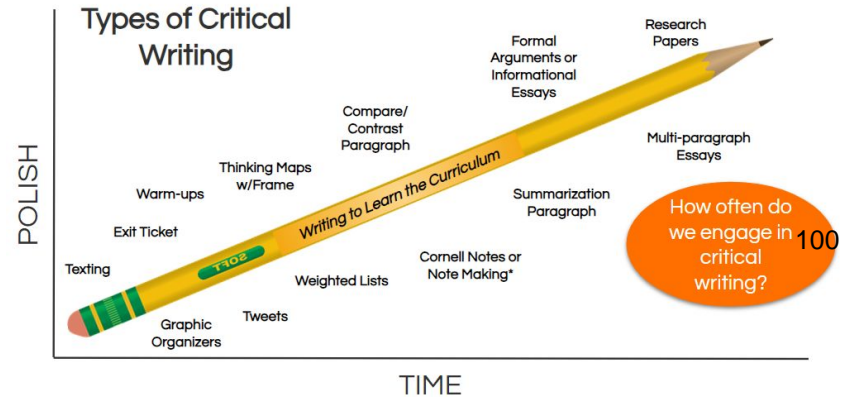 Types of Critical
Writing
Research
Papers
Formal
Arguments or
Informational
Essays
Compare/
Contrast
Paragraph
Multi-paragraph
Essays
Thinking Maps
w/Frame
Writing to Learn the Curriculum
Warm-ups
Summarization
Paragraph
Exit Ticket
SOFT
Texting
Cornell Notes or
Note Making*
Weighted Lists
Tweets
Graphic
Organizers
How often do
we engage in
critical
writing?
100
POLISH
TIME